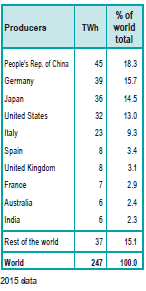 Producers TWh % of world total
People's Rep. of China 45 18.3
Germany 39 15.7
Japan 36 14.5
United States 32 13.0
Italy 23 9.3
Spain 8 3.4
United Kingdom 8 3.1
France 7 2.9
Australia 6 2.4
India 6 2.3
Rest of the world 37 15.1
World 247 100.0
2015 data